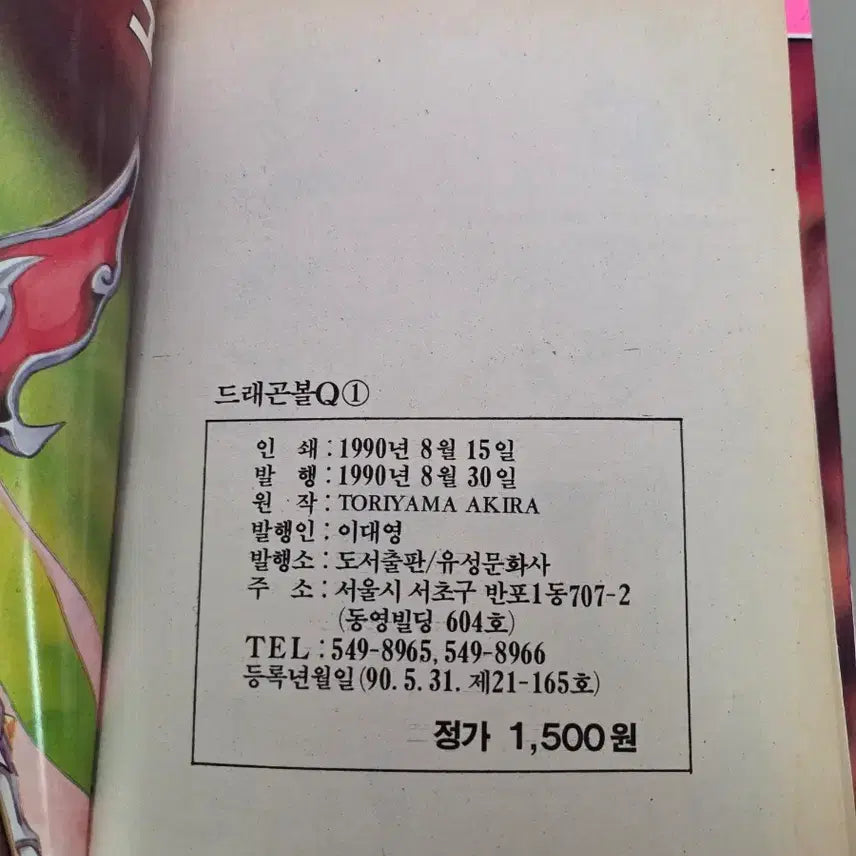 드래곤볼Q①
인 쇄 : 1990년 8월 15일
발 행 : 1990년 8월 30일
원 작 : TORIYAMA AKIRA
발행인 : 이대영
발행소 : 도서출판/유성문화사
주 소 : 서울시 서초구 반포1동707-2
(동영빌딩 604호)
TEL : 549-8965, 549-8966
등록년월일 (90. 5. 31. 제21-165호)
정가 1,500원